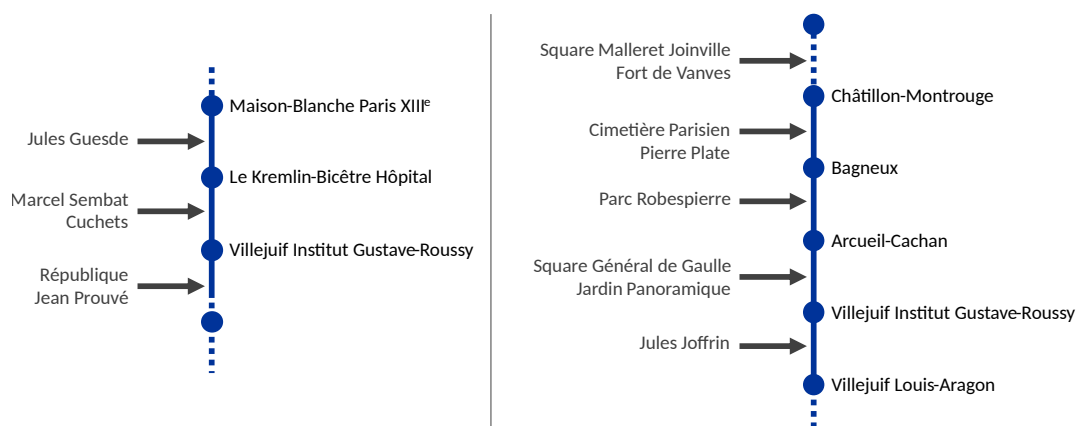 Maison-Blanche Paris XIIIᵉ
Jules Guesde
Le Kremlin-Bicêtre Hôpital
Marcel Sembat
Cuchets
Villejuif Institut Gustave-Roussy
République
Jean Prouvé
Square Malleret Joinville
Fort de Vanves
Châtillon-Montrouge
Cimetière Parisien
Pierre Plate
Bagneux
Parc Robespierre
Arcueil-Cachan
Square Général de Gaulle
Jardin Panoramique
Villejuif Institut Gustave-Roussy
Jules Joffrin
Villejuif Louis-Aragon